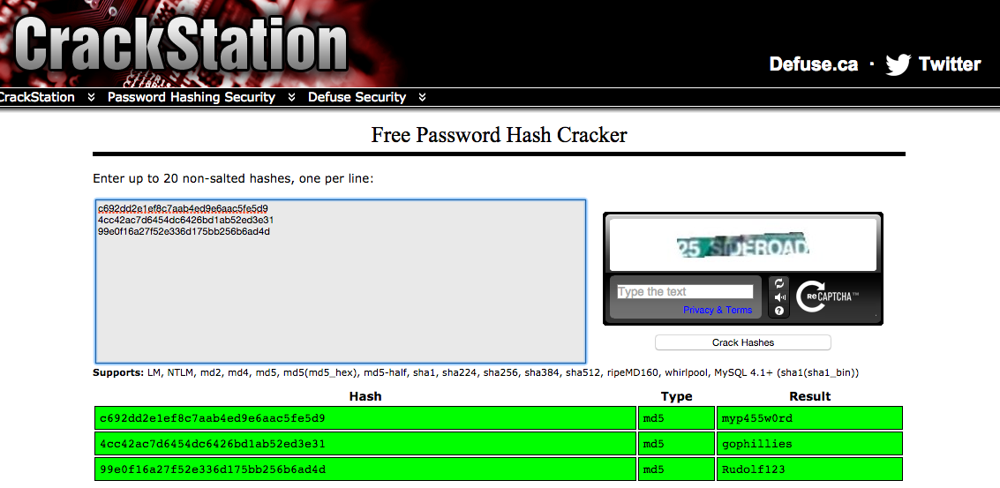 CrackStation
Defuse.ca · Twitter
CrackStation Password Hashing Security Defuse Security
Free Password Hash Cracker
Enter up to 20 non-salted hashes, one per line:
c692dd2e1ef8c7aab4ed9e6aac5fe5d9
4cc42ac7d6454dc6426bd1ab52ed3e31
99e0f16a27f52e336d175bb256b6ad4d
25 SIDEROAD
Type the text
Privacy & Terms
reCAPTCHA™
Crack Hashes
Supports: LM, NTLM, md2, md4, md5, md5(md5_hex), md5-half, sha1, sha224, sha256, sha384, sha512, ripeMD160, whirlpool, MySQL 4.1+ (sha1(sha1_bin))
Hash Type Result
c692dd2e1ef8c7aab4ed9e6aac5fe5d9 md5 myp455w0rd
4cc42ac7d6454dc6426bd1ab52ed3e31 md5 gophillies
99e0f16a27f52e336d175bb256b6ad4d md5 Rudolf123